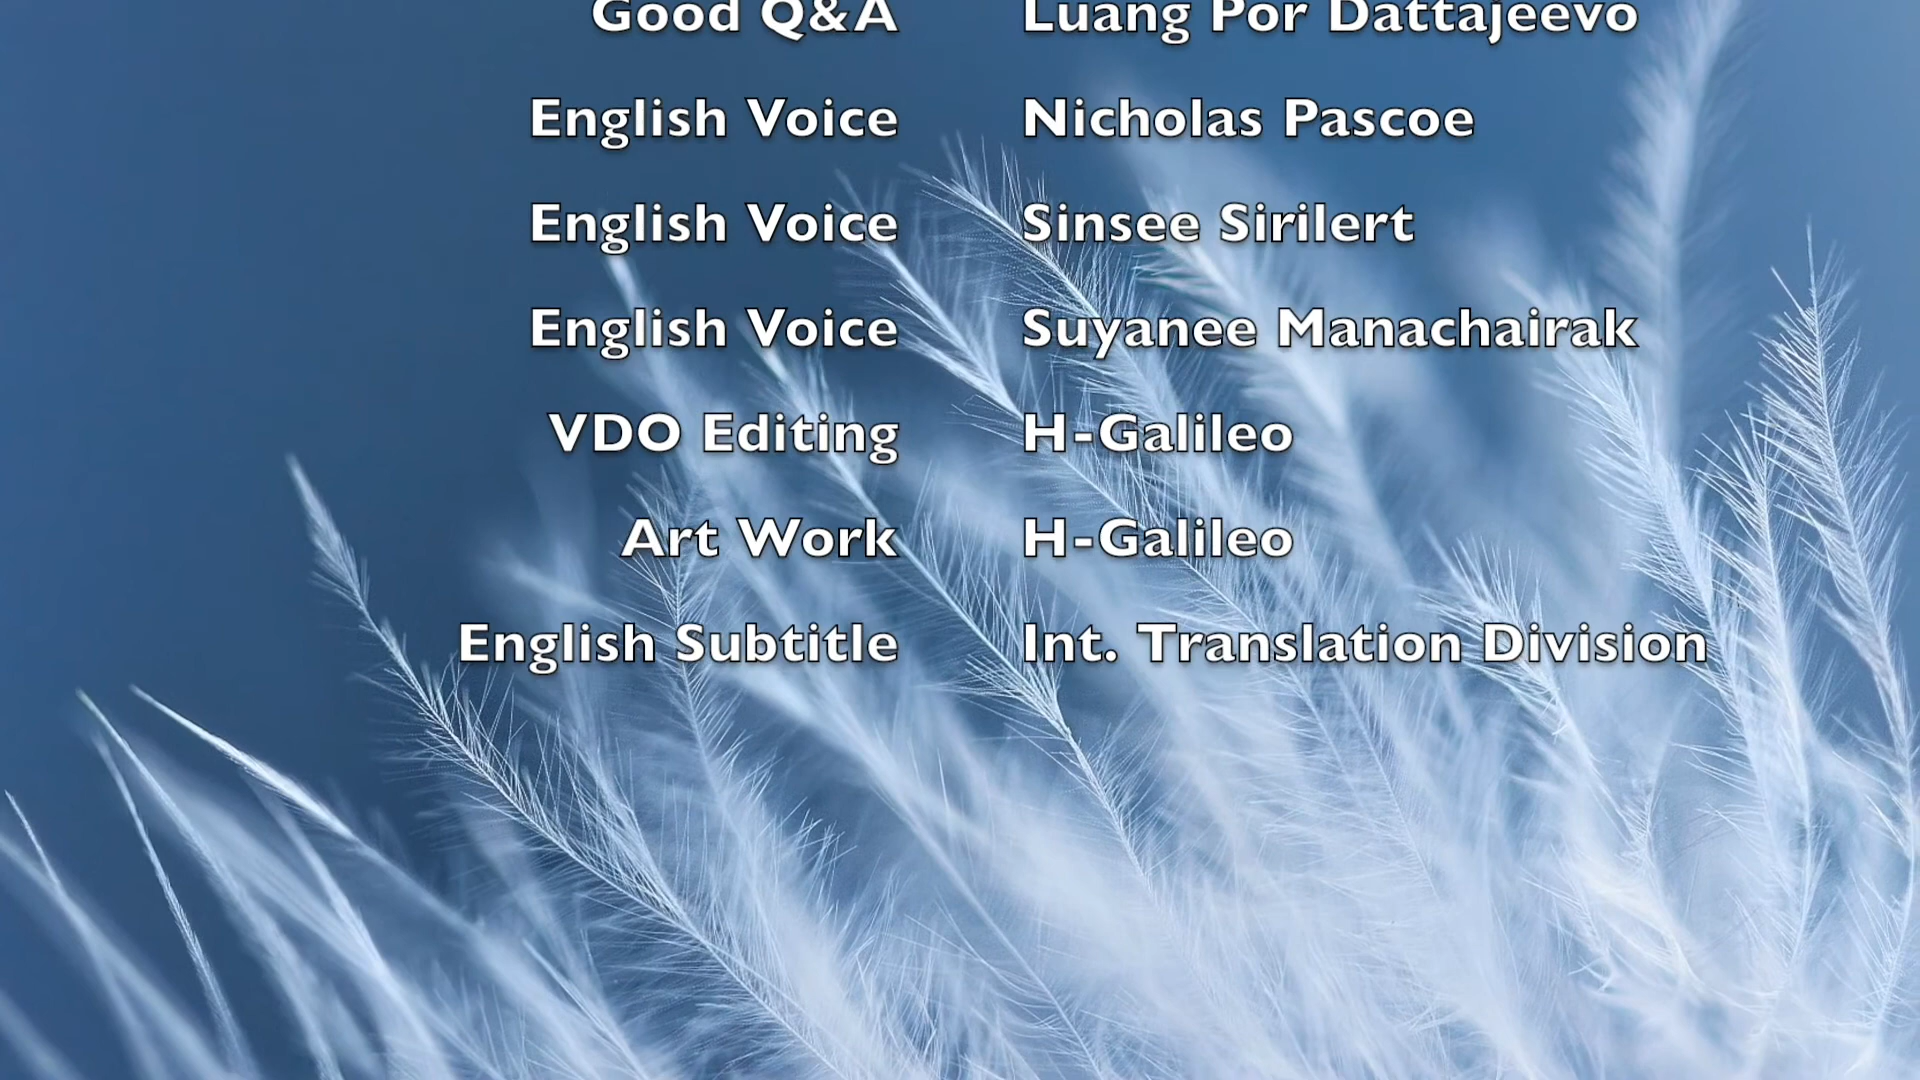 Good Q&A Luang Por Dattajeevo
English Voice Nicholas Pascoe
English Voice Sinsee Sirilert
English Voice Suyanee Manachairak
VDO Editing H-Galileo
Art Work H-Galileo
English Subtitle Int. Translation Division